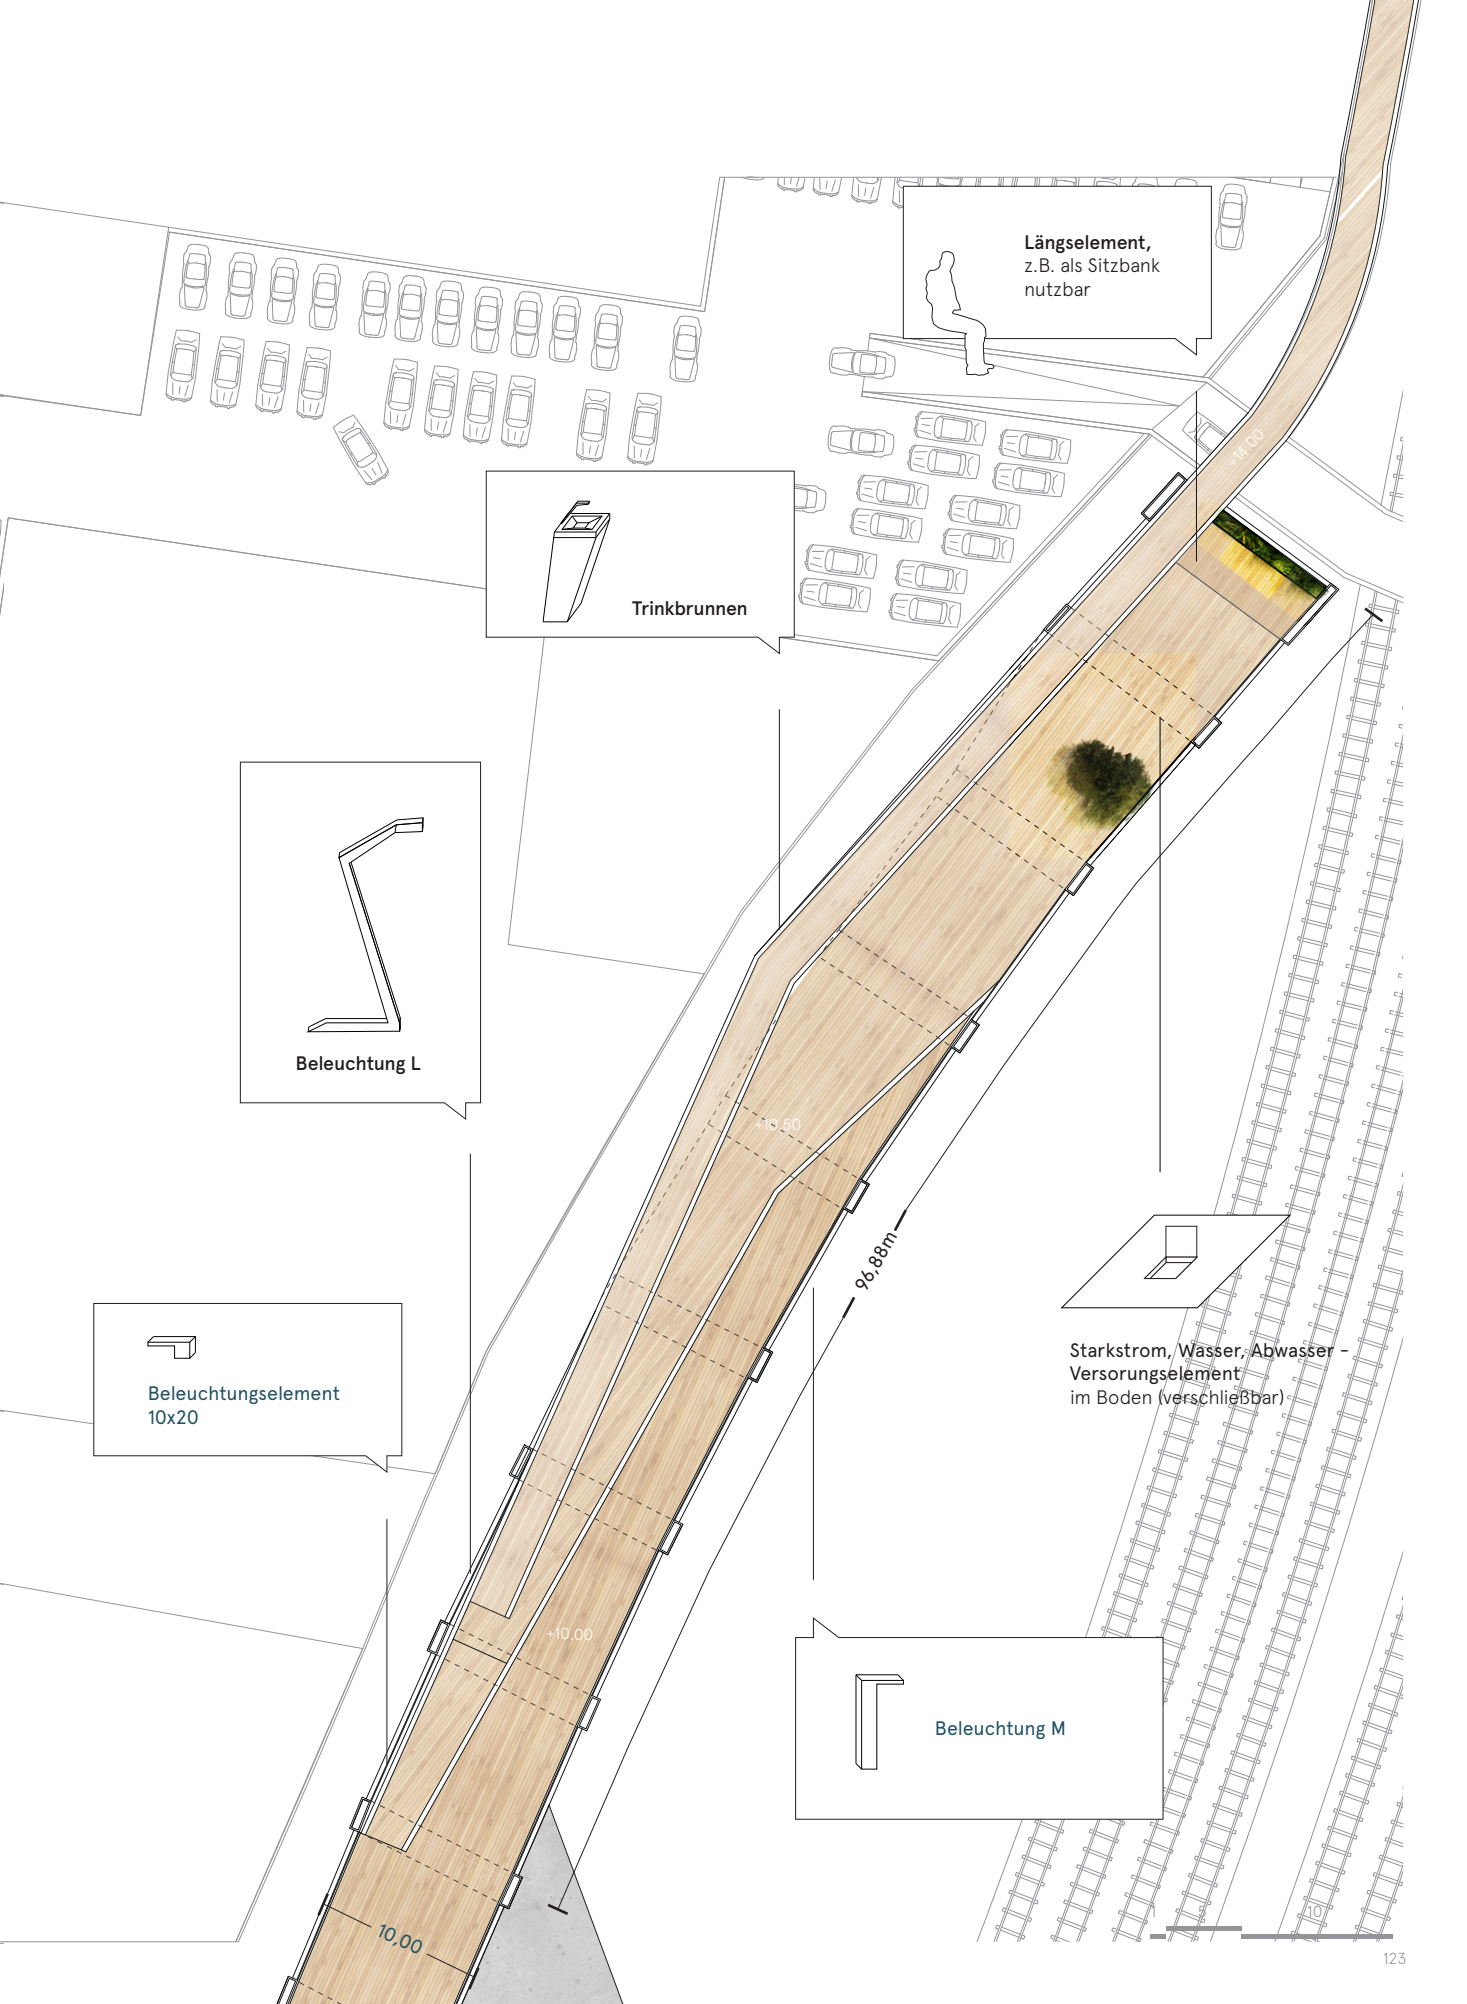 Längselement,
z.B. als Sitzbank
nutzbar
+14.00
Trinkbrunnen
Beleuchtung L
+10,50
96,88m
Beleuchtungselement
10x20
Starkstrom, Wasser, Abwasser –
Versorungselement
im Boden (verschließbar)
+10,00
Beleuchtung M
10,00
1
10
123